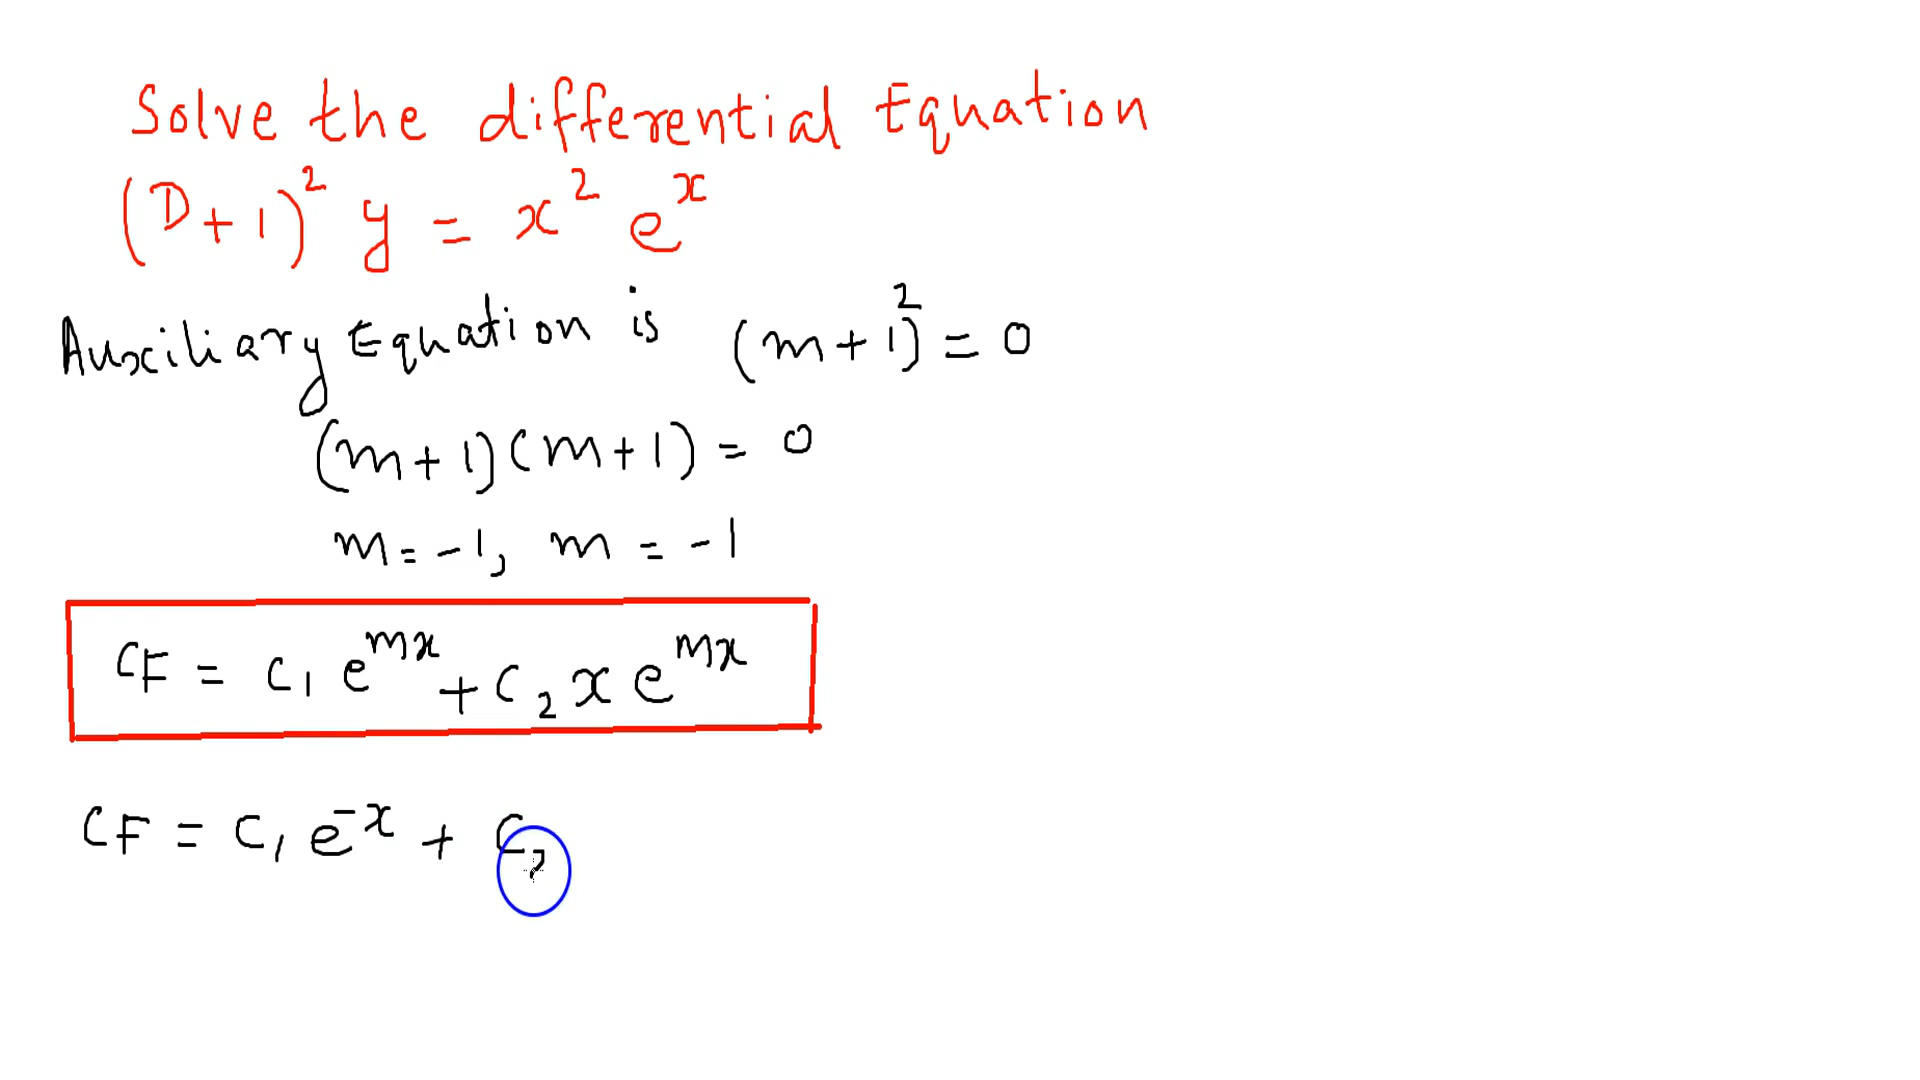 Solve the differential Equation
(D+1)² y = x² eˣ
Auxiliary Equation is (m+1)² = 0
(m+1)(m+1) = 0
m = -1, m = -1
CF = C₁ e^{mx} + C₂ x e^{mx}
CF = C₁ e^{-x} + C₂